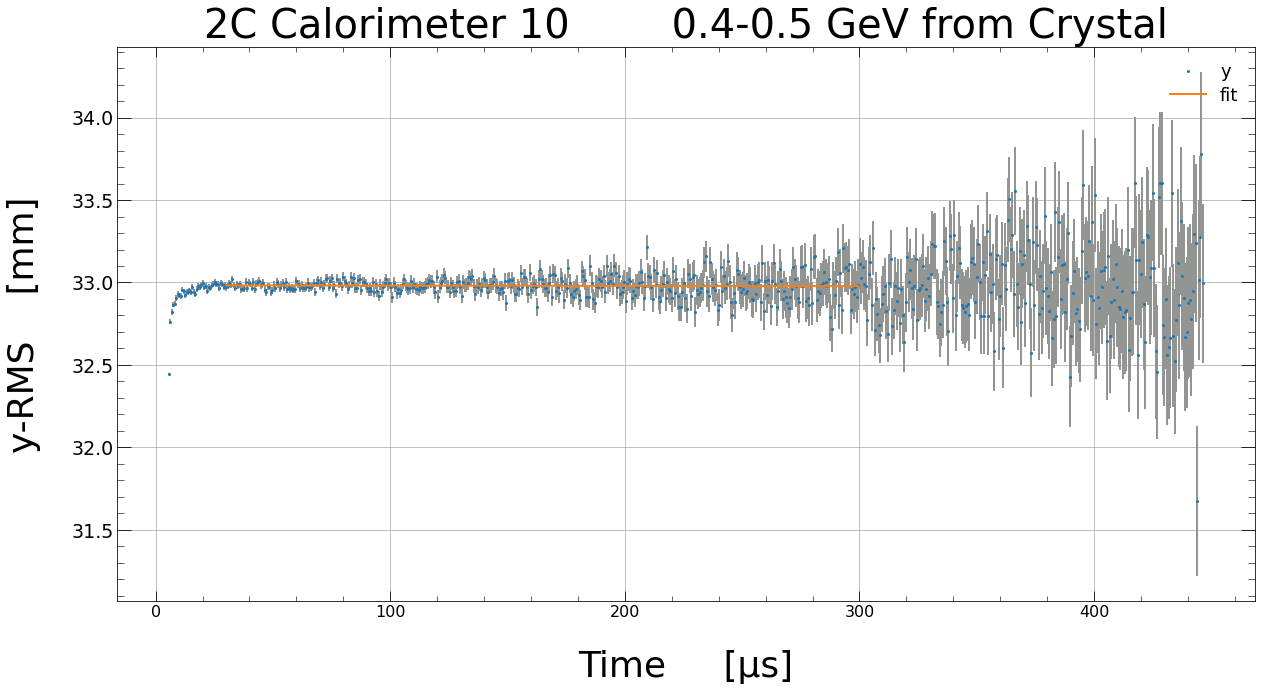 2C Calorimeter 10 0.4-0.5 GeV from Crystal
y
fit
y-RMS [mm]
34.0
33.5
33.0
32.5
32.0
31.5
0 100 200 300 400
Time [μs]